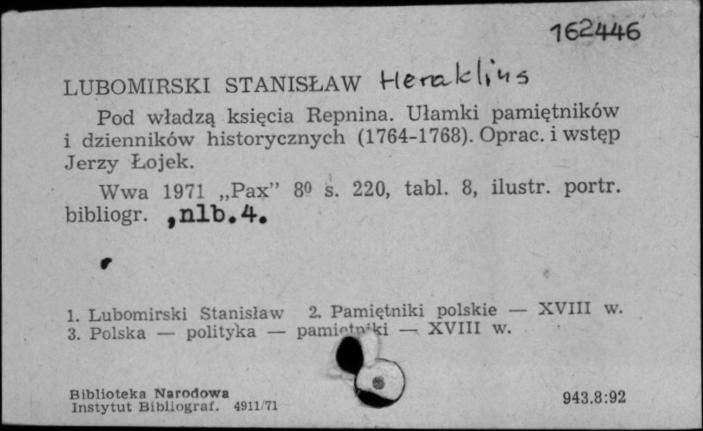 162446
LUBOMIRSKI STANISŁAW Heraklius
Pod władzą księcia Repnina. Ułamki pamiętników
i dzienników historycznych (1764-1768). Oprac. i wstęp
Jerzy Łojek.
Wwa 1971 „Pax” 8⁰ s. 220, tabl. 8, ilustr. portr.
bibliogr. , nlb. 4.
1. Lubomirski Stanisław 2. Pamiętniki polskie — XVIII w.
3. Polska — polityka — pamiętniki — XVIII w.
Biblioteka Narodowa
Instytut Bibliograf. 4911/71
943.8:92